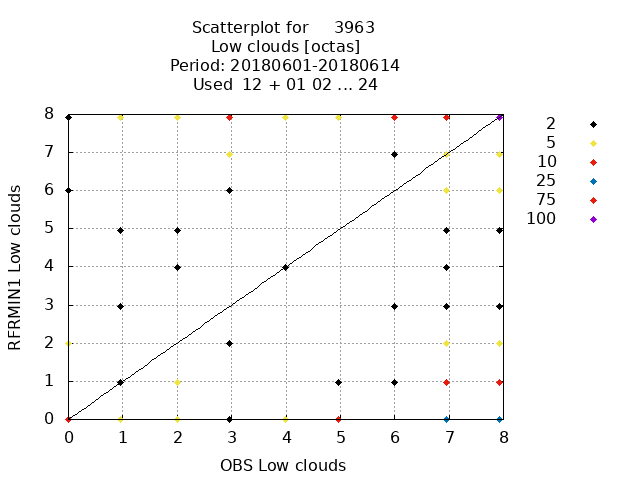 Scatterplot for 3963
Low clouds [octas]
Period: 20180601-20180614
Used 12 + 01 02 ... 24
8
7
6
5
4
3
2
1
0
RFRMIN1 Low clouds
0 1 2 3 4 5 6 7 8
OBS Low clouds
2
5
10
25
75
100